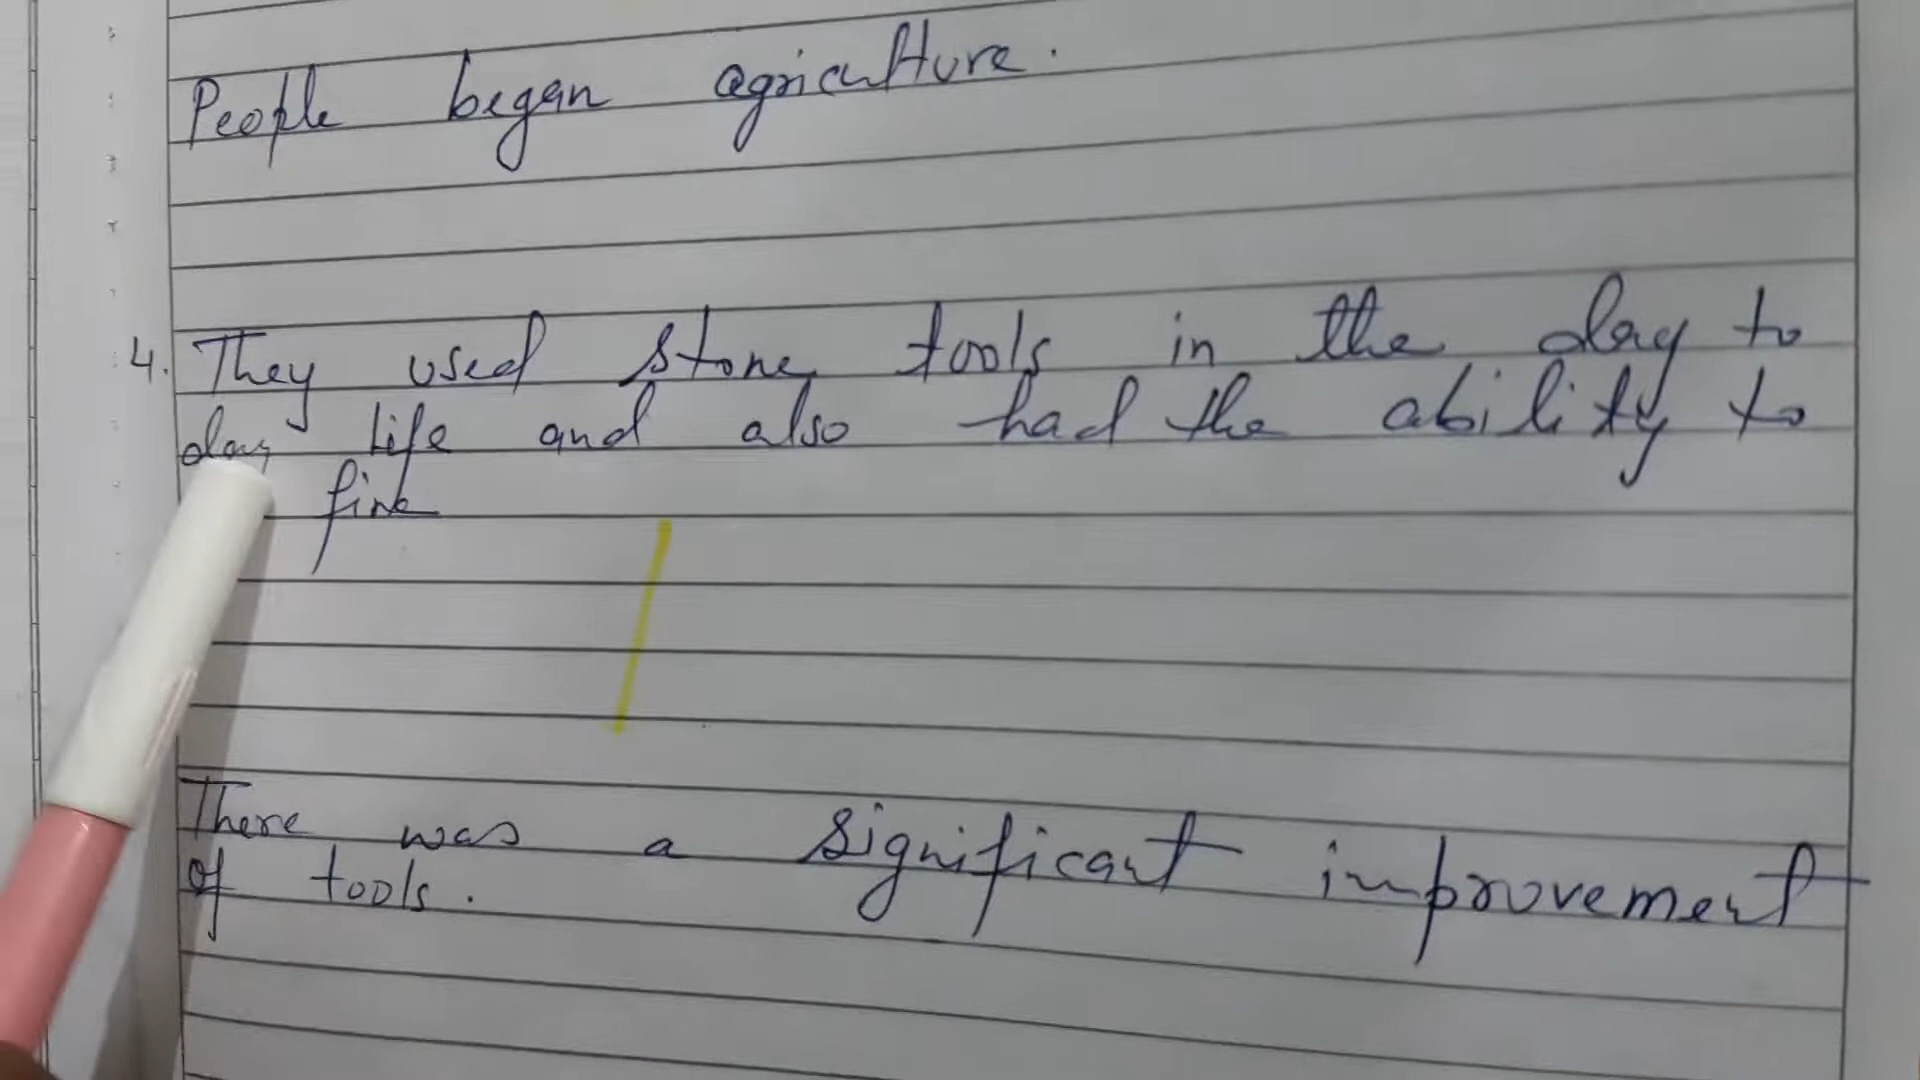 People began agriculture.
4. They used stone tools in the day to
day life and also had the ability to
fire
There was a significant improvement
of tools.